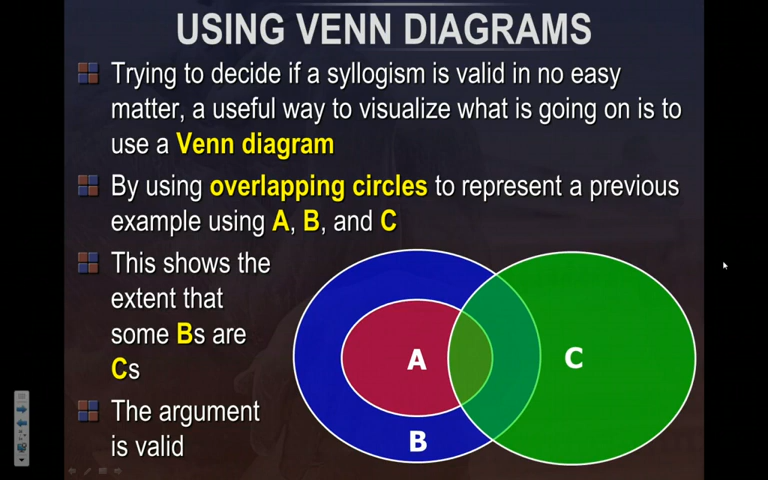 USING VENN DIAGRAMS
Trying to decide if a syllogism is valid in no easy
matter, a useful way to visualize what is going on is to
use a Venn diagram
By using overlapping circles to represent a previous
example using A, B, and C
This shows the
extent that
some Bs are
Cs
The argument
is valid
A
C
B